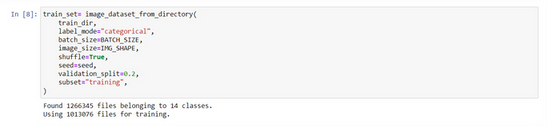 In [8]: train_set= image_dataset_from_directory(
train_dir,
label_mode="categorical",
batch_size=BATCH_SIZE,
image_size=IMG_SHAPE,
shuffle=True,
seed=seed,
validation_split=0.2,
subset="training",
)
Found 1266345 files belonging to 14 classes.
Using 1013076 files for training.